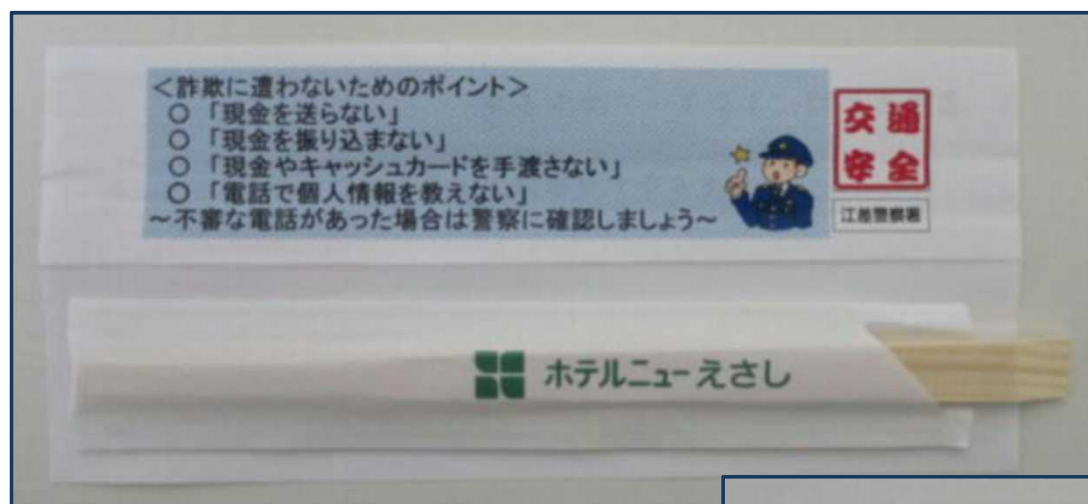 <詐欺に遭わないためのポイント>
○「現金を送らない」
○「現金を振り込まない」
○「現金やキャッシュカードを手渡さない」
○「電話で個人情報を教えない」
~不審な電話があった場合は警察に確認しましょう~
交通
安全
江差警察署
ホテルニューえさし